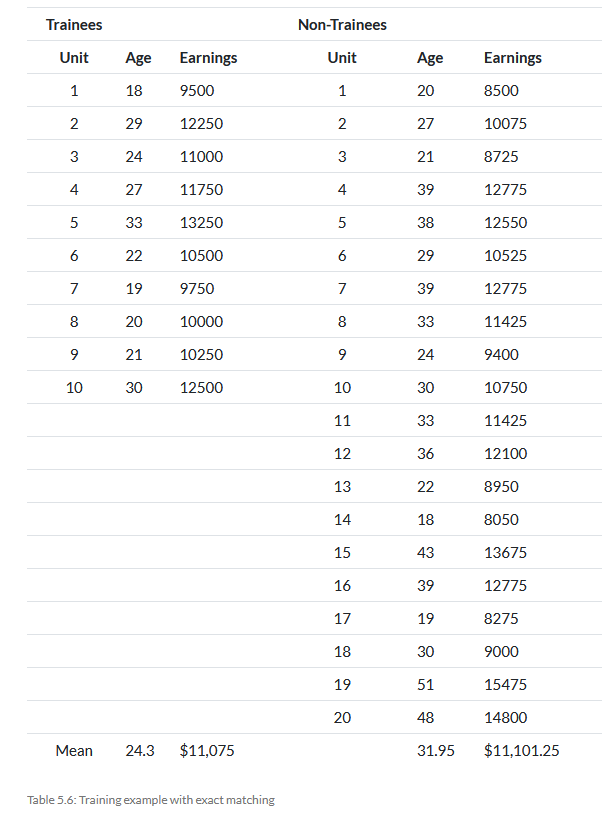 Trainees Non-Trainees
Unit Age Earnings Unit Age Earnings
1 18 9500 1 20 8500
2 29 12250 2 27 10075
3 24 11000 3 21 8725
4 27 11750 4 39 12775
5 33 13250 5 38 12550
6 22 10500 6 29 10525
7 19 9750 7 39 12775
8 20 10000 8 33 11425
9 21 10250 9 24 9400
10 30 12500 10 30 10750
11 33 11425
12 36 12100
13 22 8950
14 18 8050
15 43 13675
16 39 12775
17 19 8275
18 30 9000
19 51 15475
20 48 14800
Mean 24.3 $11,075 31.95 $11,101.25
Table 5.6: Training example with exact matching